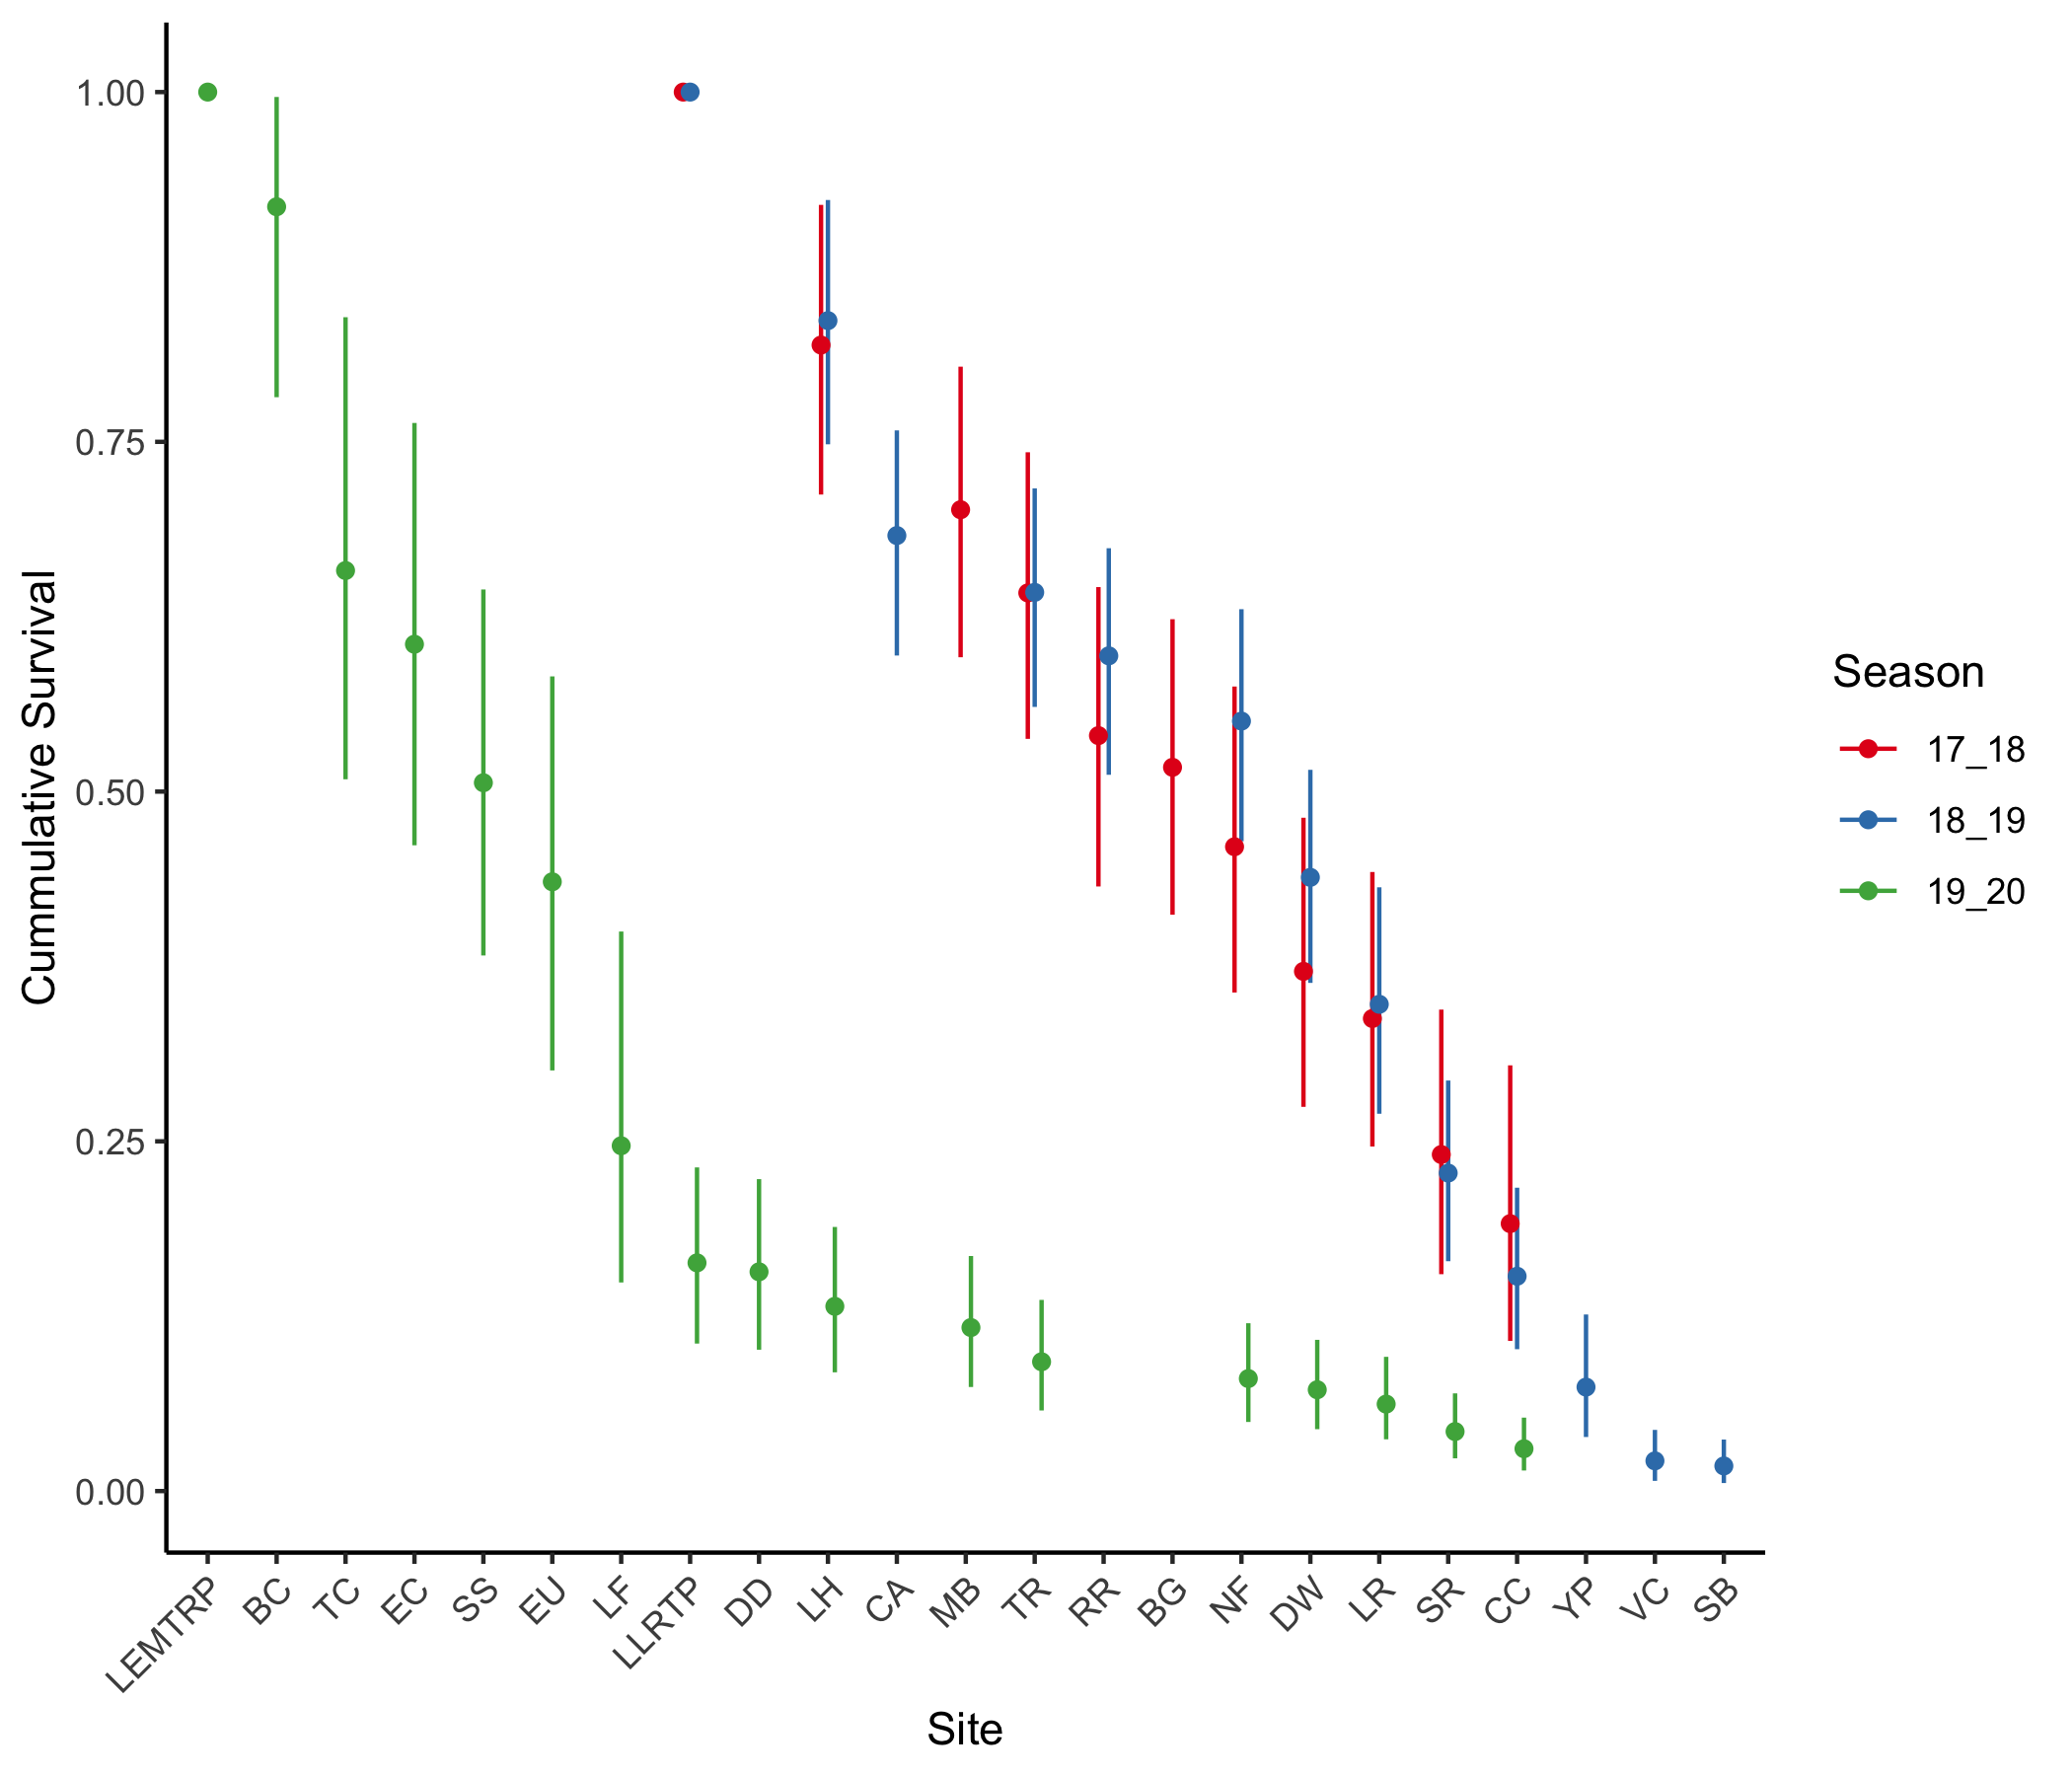 Cummulative Survival
1.00
0.75
0.50
0.25
0.00
LEMTRP
BC
TC
EC
SS
EU
LF
LLRTP
DD
LH
CA
MB
TR
RR
BG
NF
DW
LR
SR
CC
YP
VC
SB
Site
Season
17_18
18_19
19_20